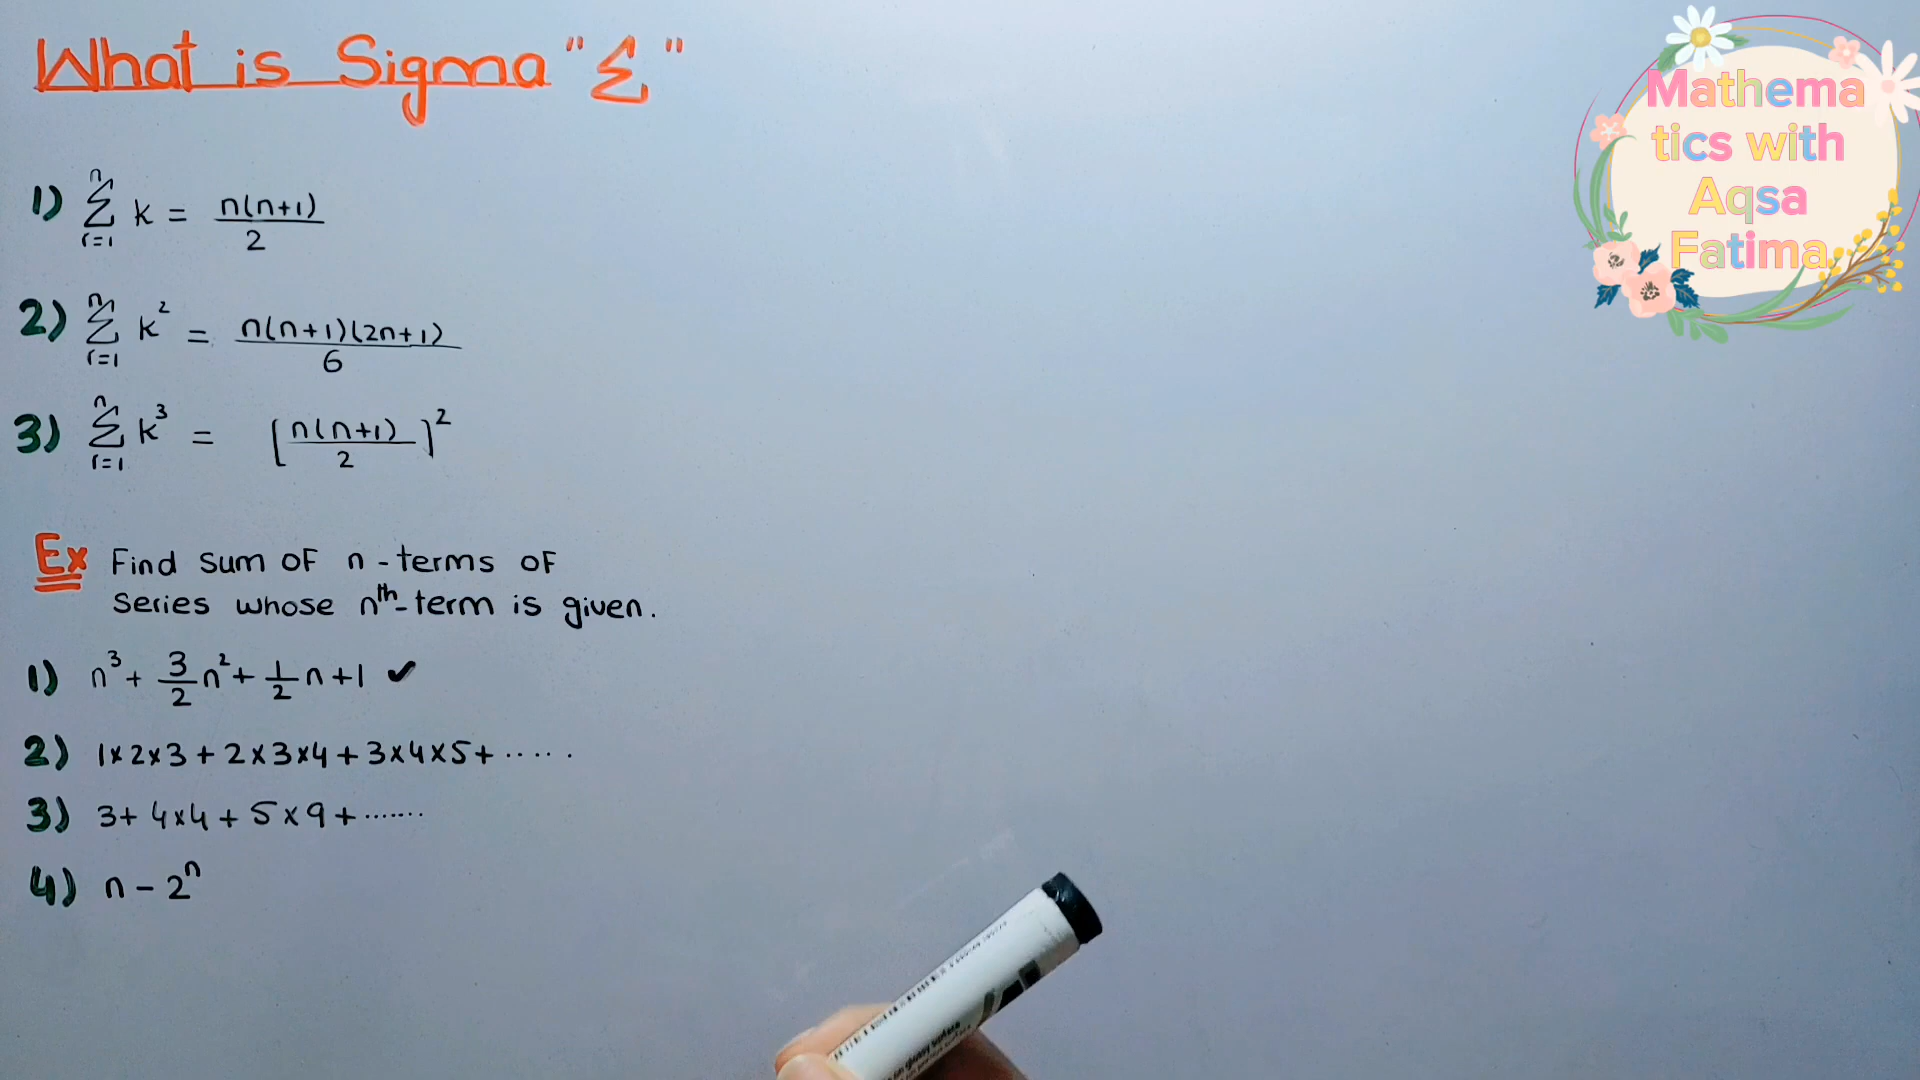 What is Sigma "Σ"
1) n Σ r=1 k = n(n+1) / 2
2) n Σ r=1 k² = n(n+1)(2n+1) / 6
3) n Σ r=1 k³ = [n(n+1) / 2]²
Ex Find sum of n-terms of
series whose nth-term is given.
1) n³ + 3/2 n² + 1/2 n + 1 ✔
2) 1×2×3 + 2×3×4 + 3×4×5 + ......
3) 3 + 4×4 + 5×9 + .......
4) n - 2ⁿ
Mathema
tics with
Aqsa
Fatima